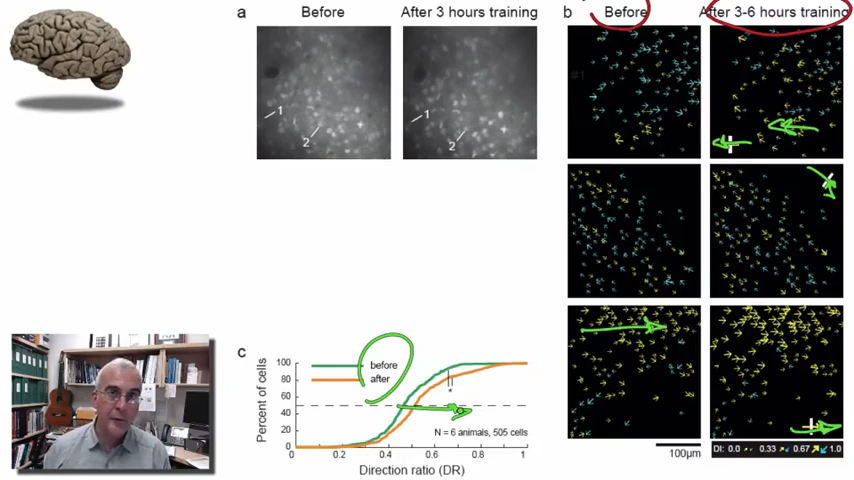 a
Before
After 3 hours training
1
2
1
2
b
Before
After 3-6 hours training
100µm
DI: 0.0 0.33 0.67 1.0
c
Percent of cells
100
80
60
40
20
0
before
after
*
N = 6 animals, 505 cells
0 0.2 0.4 0.6 0.8 1
Direction ratio (DR)